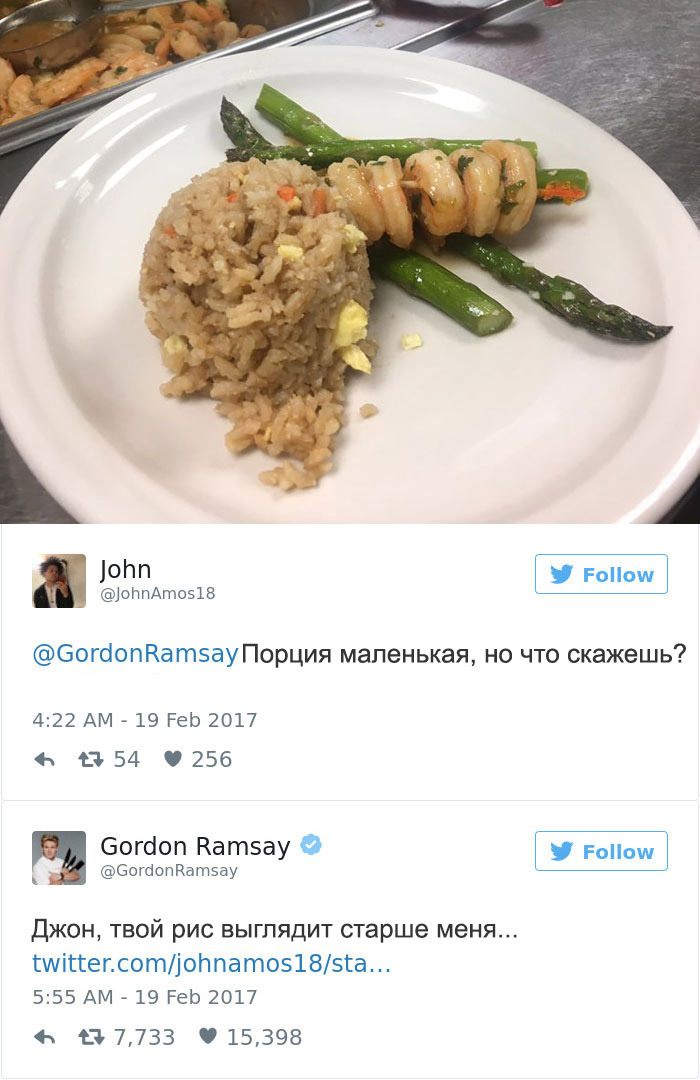 John
@JohnAmos18
Follow
@GordonRamsay Порция маленькая, но что скажешь?
4:22 AM - 19 Feb 2017
54 256
Gordon Ramsay
@GordonRamsay
Follow
Джон, твой рис выглядит старше меня...
twitter.com/johnamos18/sta...
5:55 AM - 19 Feb 2017
7,733 15,398